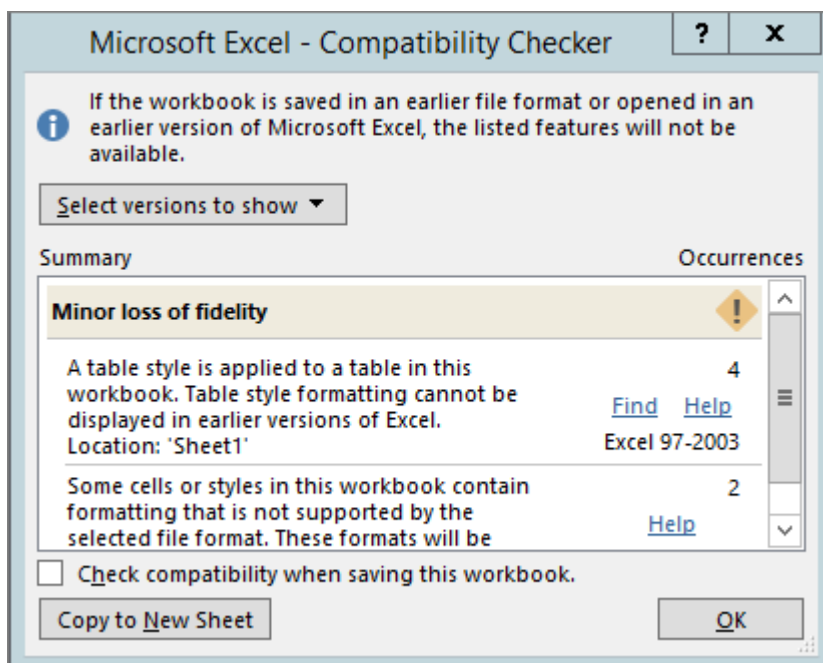 Microsoft Excel - Compatibility Checker ? x
If the workbook is saved in an earlier file format or opened in an
earlier version of Microsoft Excel, the listed features will not be
available.
Select versions to show
Summary Occurrences
Minor loss of fidelity
A table style is applied to a table in this 4
workbook. Table style formatting cannot be
displayed in earlier versions of Excel. Find Help
Location: 'Sheet1' Excel 97-2003
Some cells or styles in this workbook contain 2
formatting that is not supported by the
selected file format. These formats will be Help
Check compatibility when saving this workbook.
Copy to New Sheet OK